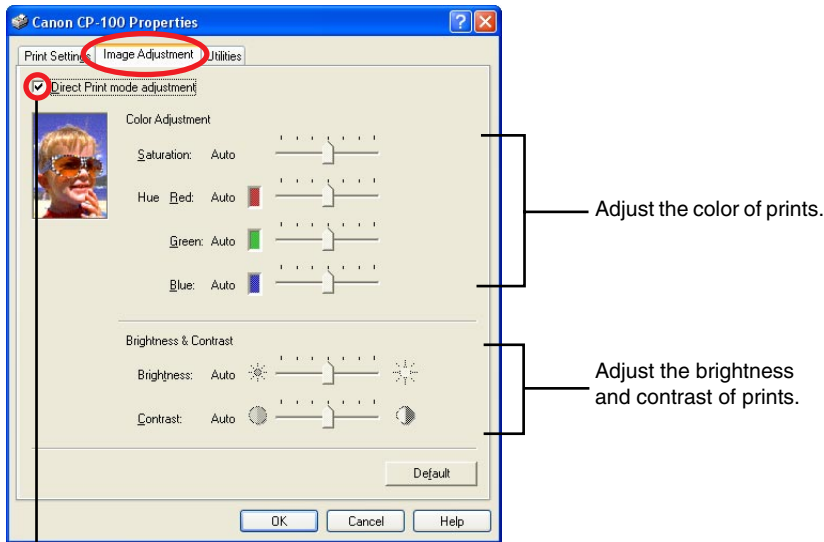 Canon CP-100 Properties
Print Settings Image Adjustment Utilities
Direct Print mode adjustment
Color Adjustment
Saturation: Auto
Hue Red: Auto
Green: Auto
Blue: Auto
Adjust the color of prints.
Brightness & Contrast
Brightness: Auto
Contrast: Auto
Adjust the brightness
and contrast of prints.
Default
OK Cancel Help